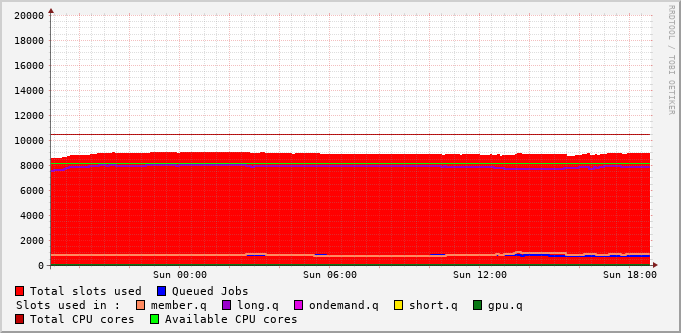 RRDTOOL / TOBI OETIKER
20000
18000
16000
14000
12000
10000
8000
6000
4000
2000
0
Sun 00:00 Sun 06:00 Sun 12:00 Sun 18:00
Total slots used Queued Jobs
Slots used in : member.q long.q ondemand.q short.q gpu.q
Total CPU cores Available CPU cores